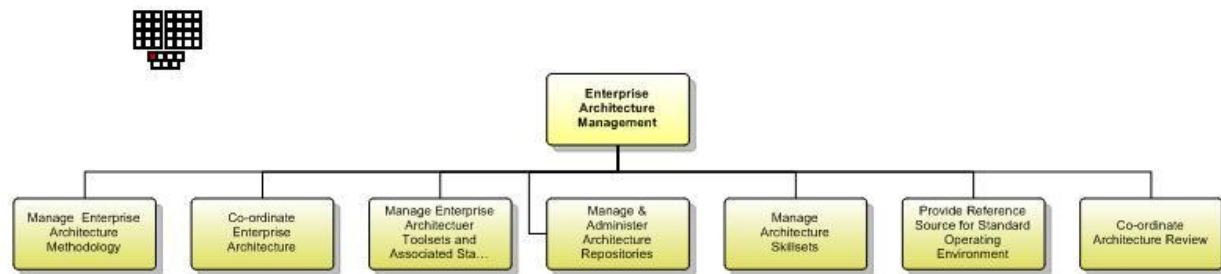 Enterprise
Architecture
Management
Manage Enterprise
Architecture
Methodology
Co-ordinate
Enterprise
Architecture
Manage Enterprise
Architectuer
Toolsets and
Associated Sta...
Manage &
Administer
Architecture
Repositories
Manage
Architecture
Skillsets
Provide Reference
Source for Standard
Operating
Environment
Co-ordinate
Architecture Review